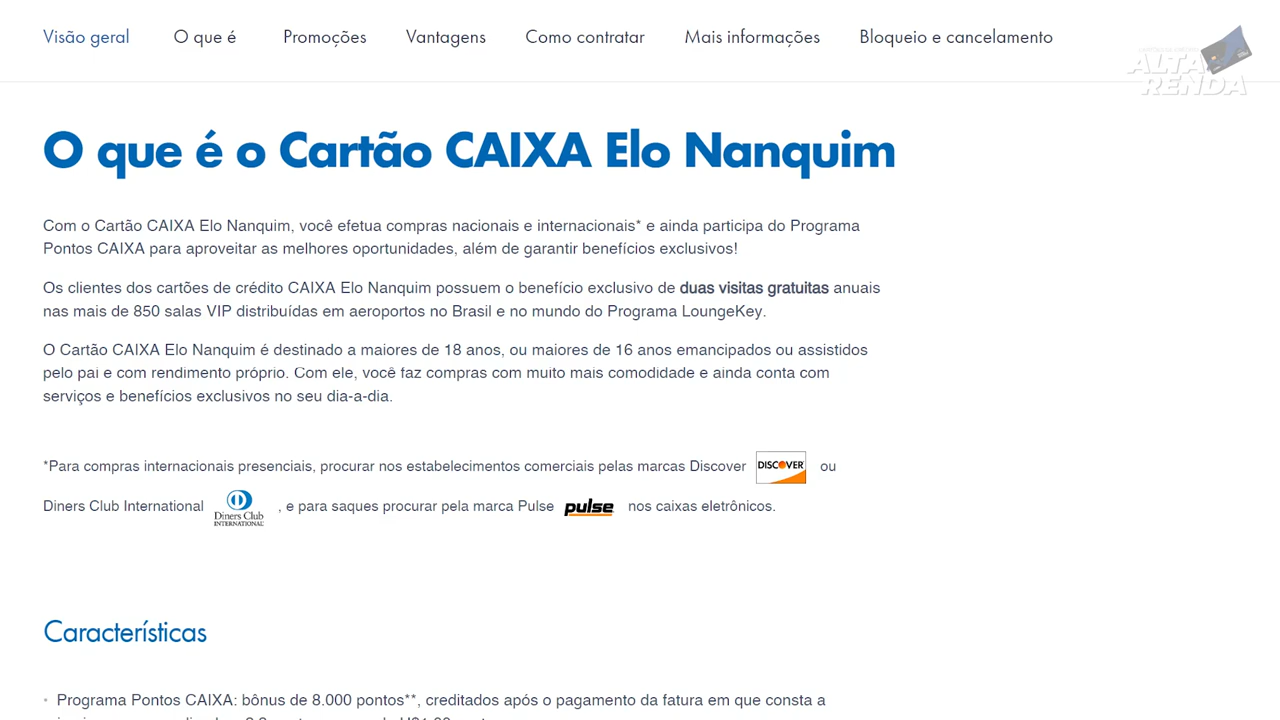 Visão geral O que é Promoções Vantagens Como contratar Mais informações Bloqueio e cancelamento
ALTA
RENDA
O que é o Cartão CAIXA Elo Nanquim
Com o Cartão CAIXA Elo Nanquim, você efetua compras nacionais e internacionais* e ainda participa do Programa
Pontos CAIXA para aproveitar as melhores oportunidades, além de garantir benefícios exclusivos!
Os clientes dos cartões de crédito CAIXA Elo Nanquim possuem o benefício exclusivo de duas visitas gratuitas anuais
nas mais de 850 salas VIP distribuídas em aeroportos no Brasil e no mundo do Programa LoungeKey.
O Cartão CAIXA Elo Nanquim é destinado a maiores de 18 anos, ou maiores de 16 anos emancipados ou assistidos
pelo pai e com rendimento próprio. Com ele, você faz compras com muito mais comodidade e ainda conta com
serviços e benefícios exclusivos no seu dia-a-dia.
*Para compras internacionais presenciais, procurar nos estabelecimentos comerciais pelas marcas Discover DISCOVER ou
Diners Club International Diners Club INTERNATIONAL , e para saques procurar pela marca Pulse pulse nos caixas eletrônicos.
Características
• Programa Pontos CAIXA: bônus de 8.000 pontos**, creditados após o pagamento da fatura em que consta a